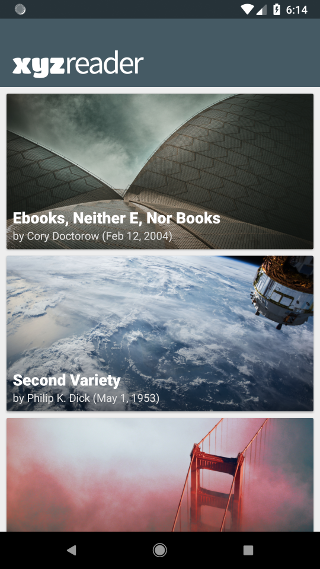 6:14
xyzreader
Ebooks, Neither E, Nor Books
by Cory Doctorow (Feb 12, 2004)
Second Variety
by Philip K. Dick (May 1, 1953)